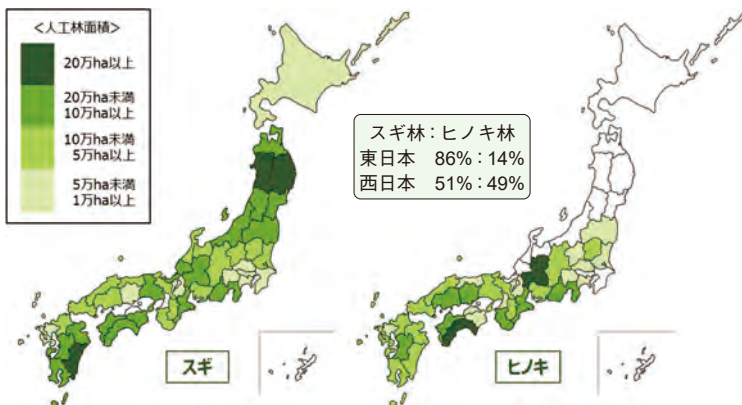 ＜人工林面積＞
20万ha以上
20万ha未満
10万ha以上
10万ha未満
5万ha以上
5万ha未満
1万ha以上
スギ林：ヒノキ林
東日本　86%：14%
西日本　51%：49%
スギ
ヒノキ